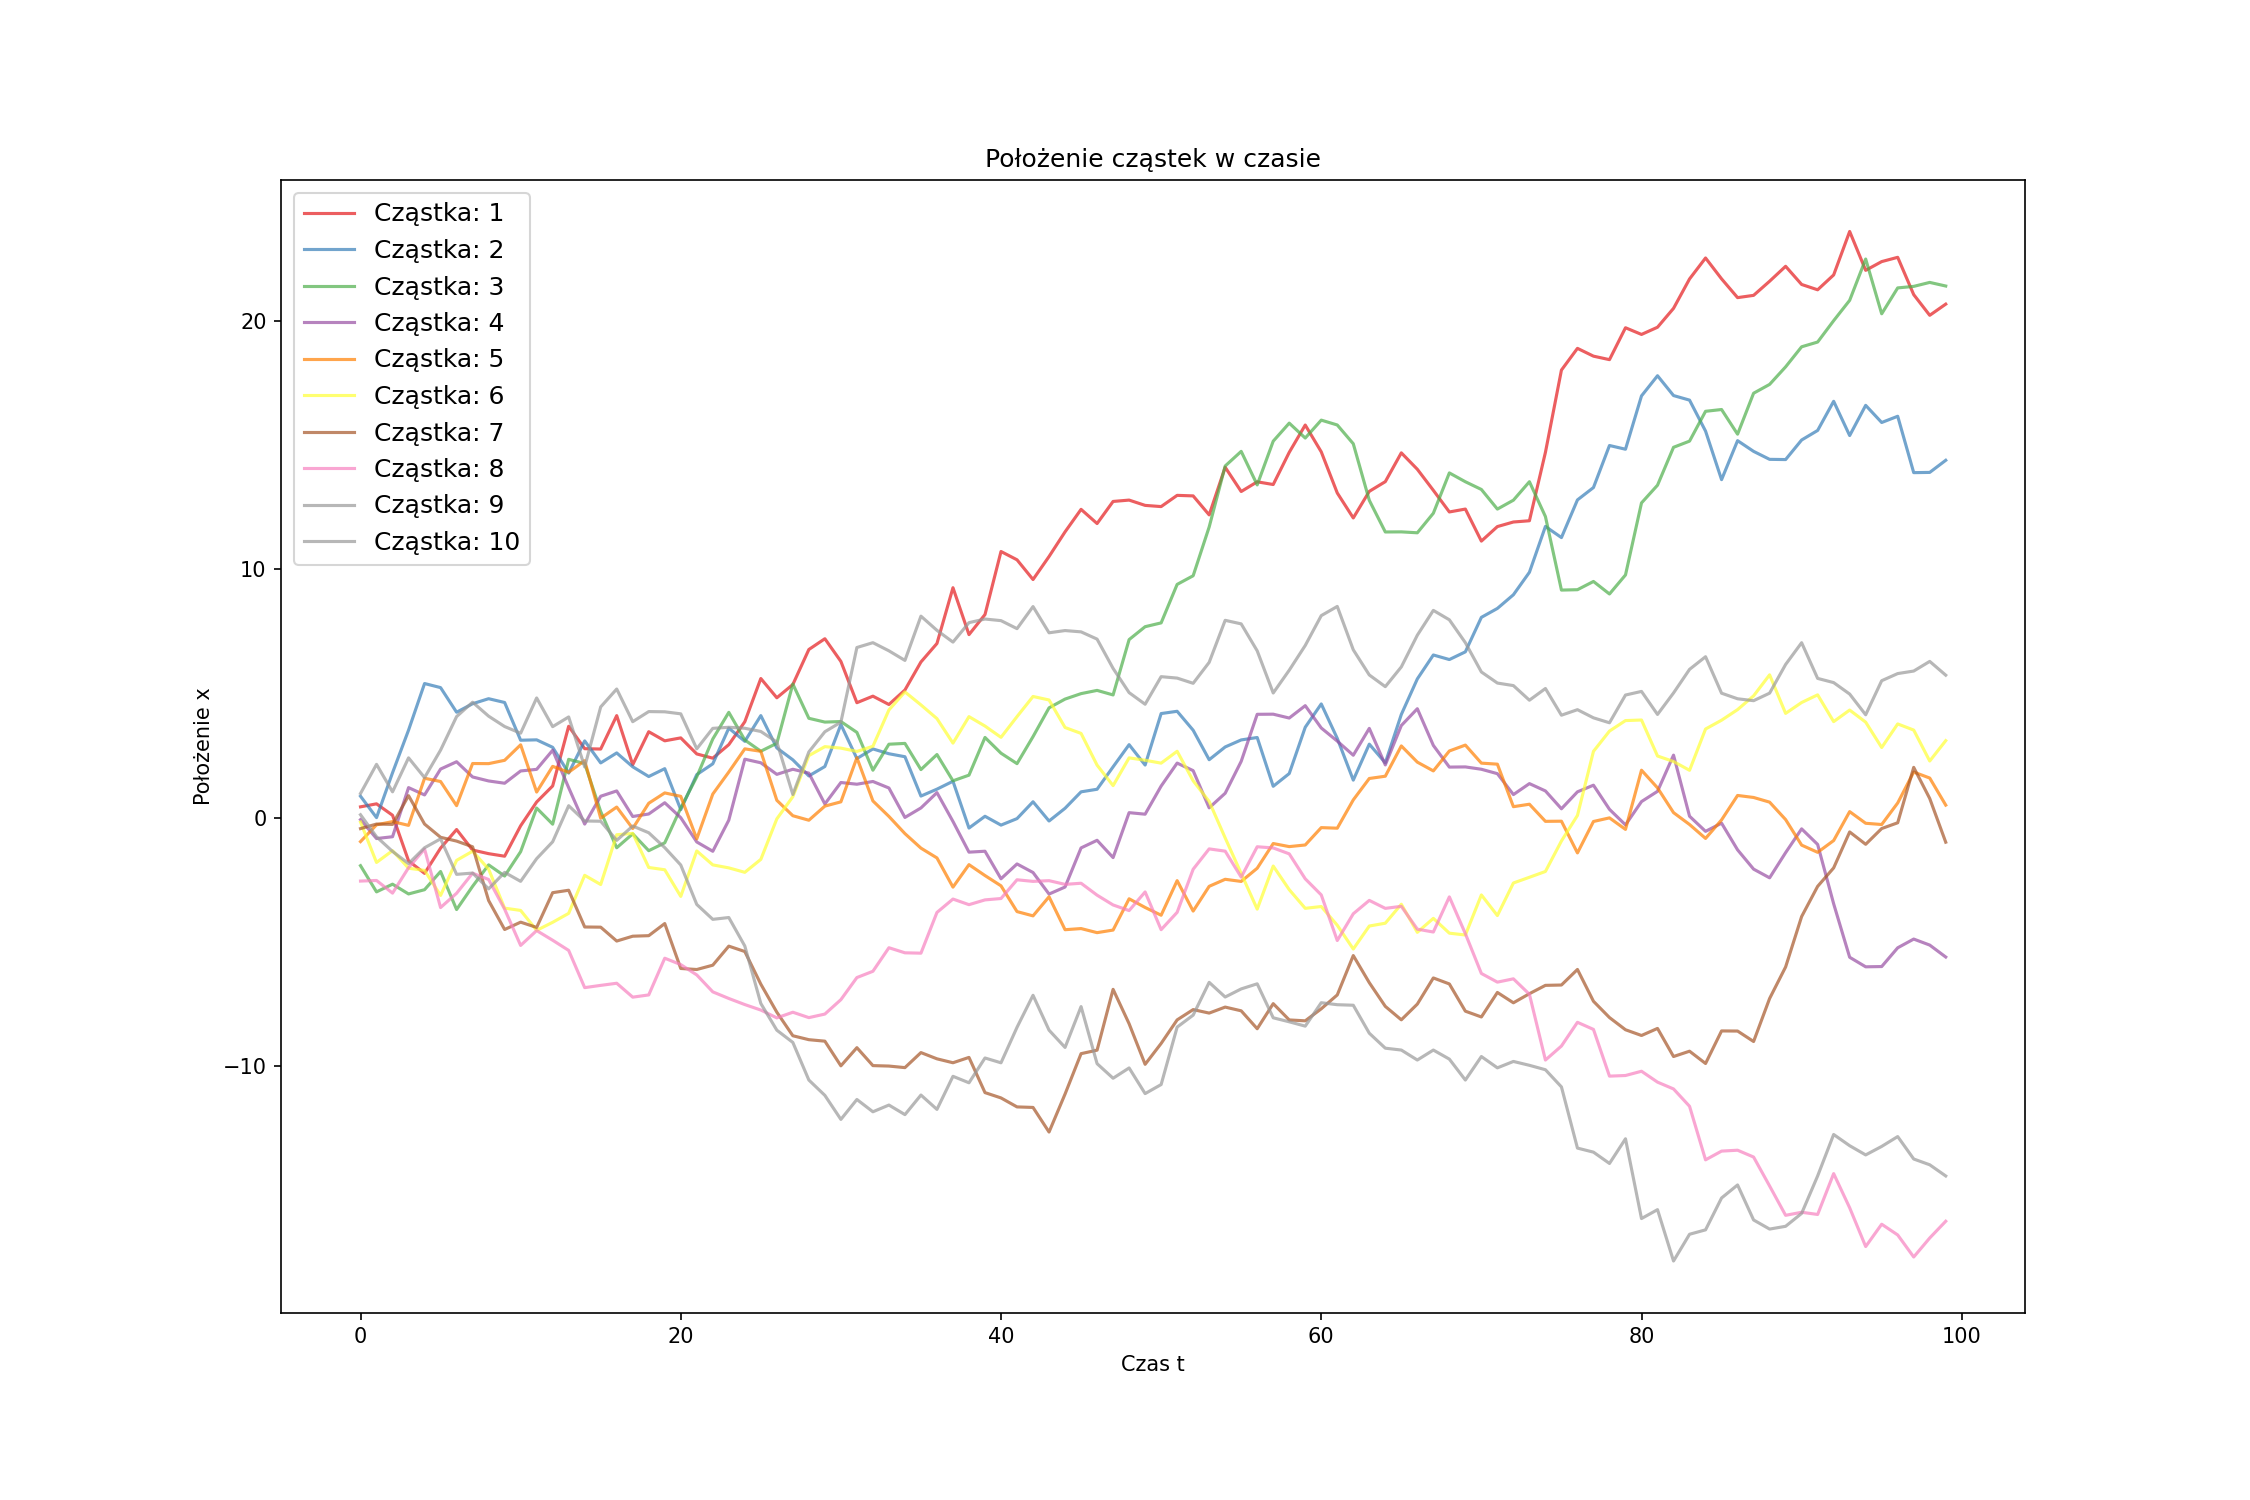 Położenie cząstek w czasie
Cząstka: 1
Cząstka: 2
Cząstka: 3
Cząstka: 4
Cząstka: 5
Cząstka: 6
Cząstka: 7
Cząstka: 8
Cząstka: 9
Cząstka: 10
20
10
0
−10
Położenie x
0 20 40 60 80 100
Czas t